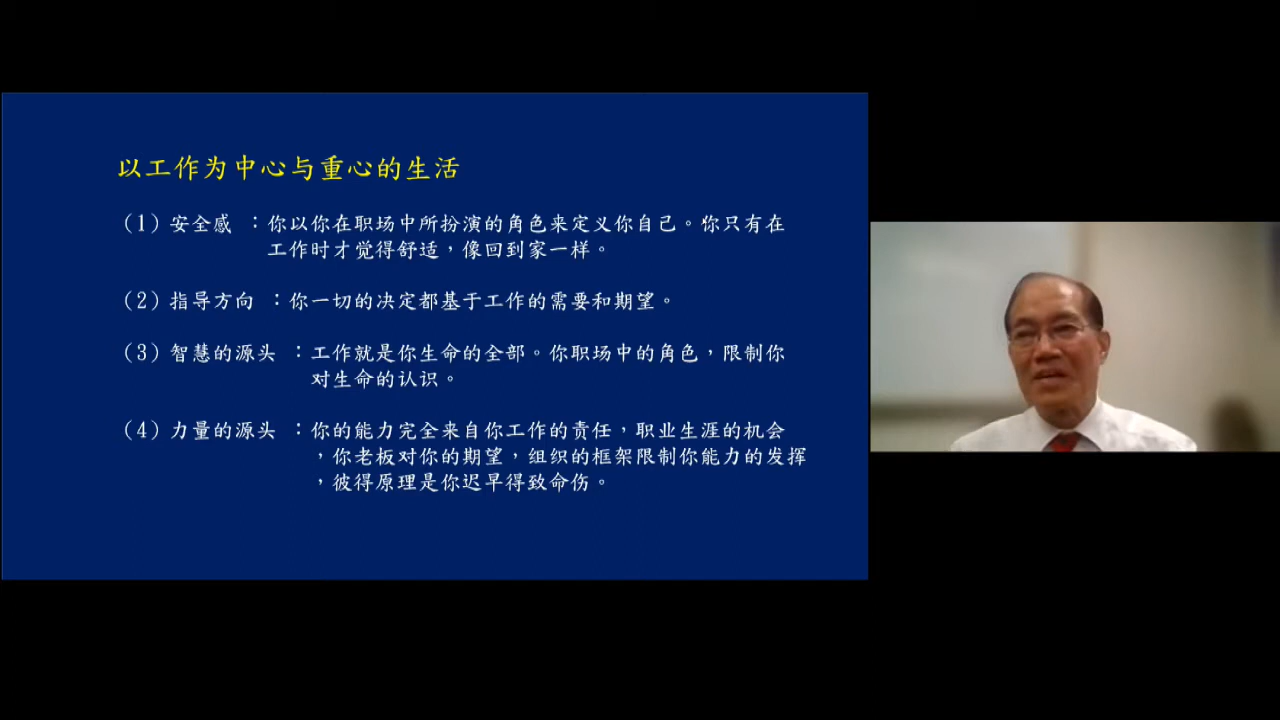 以工作为中心与重心的生活
（1）安全感 ：你以你在职场中所扮演的角色来定义你自己。你只有在
工作时才觉得舒适，像回到家一样。
（2）指导方向 ：你一切的决定都基于工作的需要和期望。
（3）智慧的源头 ：工作就是你生命的全部。你职场中的角色，限制你
对生命的认识。
（4）力量的源头 ：你的能力完全来自你工作的责任，职业生涯的机会
，你老板对你的期望，组织的框架限制你能力的发挥
，彼得原理是你迟早得致命伤。